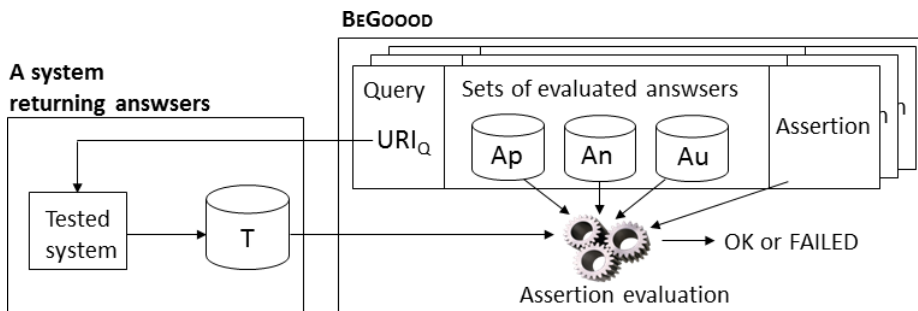 BEGOOOD
A system
returning answsers
Query
Sets of evaluated answsers
URIQ
Ap
An
Au
Assertion
n
n
Tested
system
T
OK or FAILED
Assertion evaluation